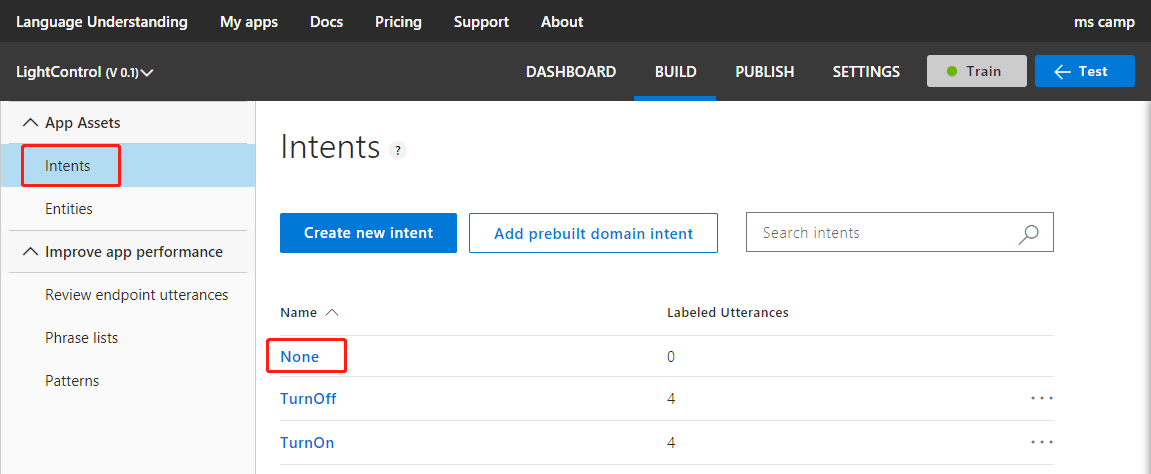 Language Understanding My apps Docs Pricing Support About ms camp
LightControl (V 0.1) DASHBOARD BUILD PUBLISH SETTINGS Train Test
App Assets
Intents
Entities
Improve app performance
Review endpoint utterances
Phrase lists
Patterns
Intents ?
Create new intent Add prebuilt domain intent Search intents
Name Labeled Utterances
None 0
TurnOff 4 ...
TurnOn 4 ...